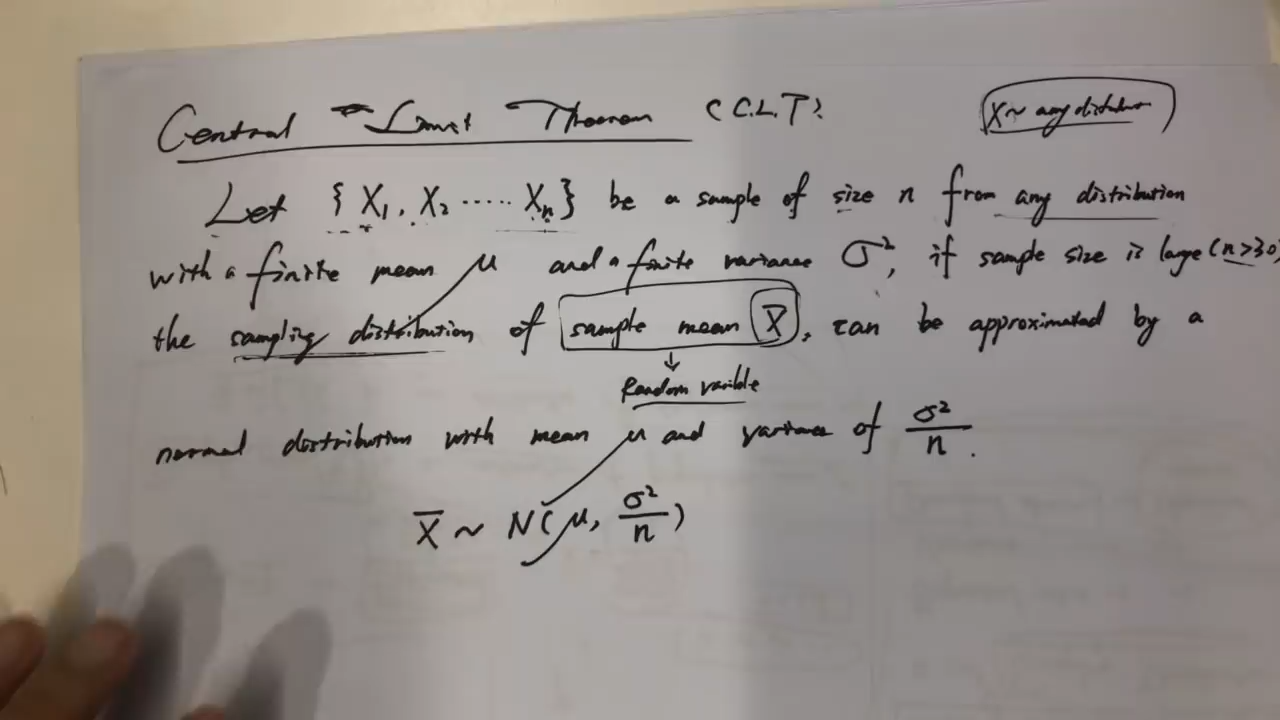 Central Limit Theorem (C.L.T)
X ~ any distribution
Let {X₁, X₂ ..... Xₙ} be a sample of size n from any distribution
with a finite mean μ and a finite variance σ², if sample size is large (n>30)
the sampling distribution of sample mean X̄, can be approximated by a
↓
Random varible
normal distribution with mean μ and variance of σ²/n.
X̄ ~ N(μ, σ²/n)